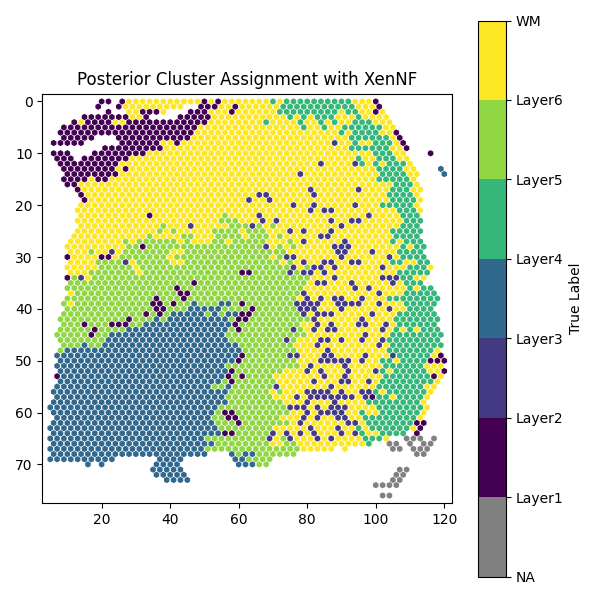 Posterior Cluster Assignment with XenNF
0
10
20
30
40
50
60
70
20
40
60
80
100
120
WM
Layer6
Layer5
Layer4
Layer3
Layer2
Layer1
NA
True Label